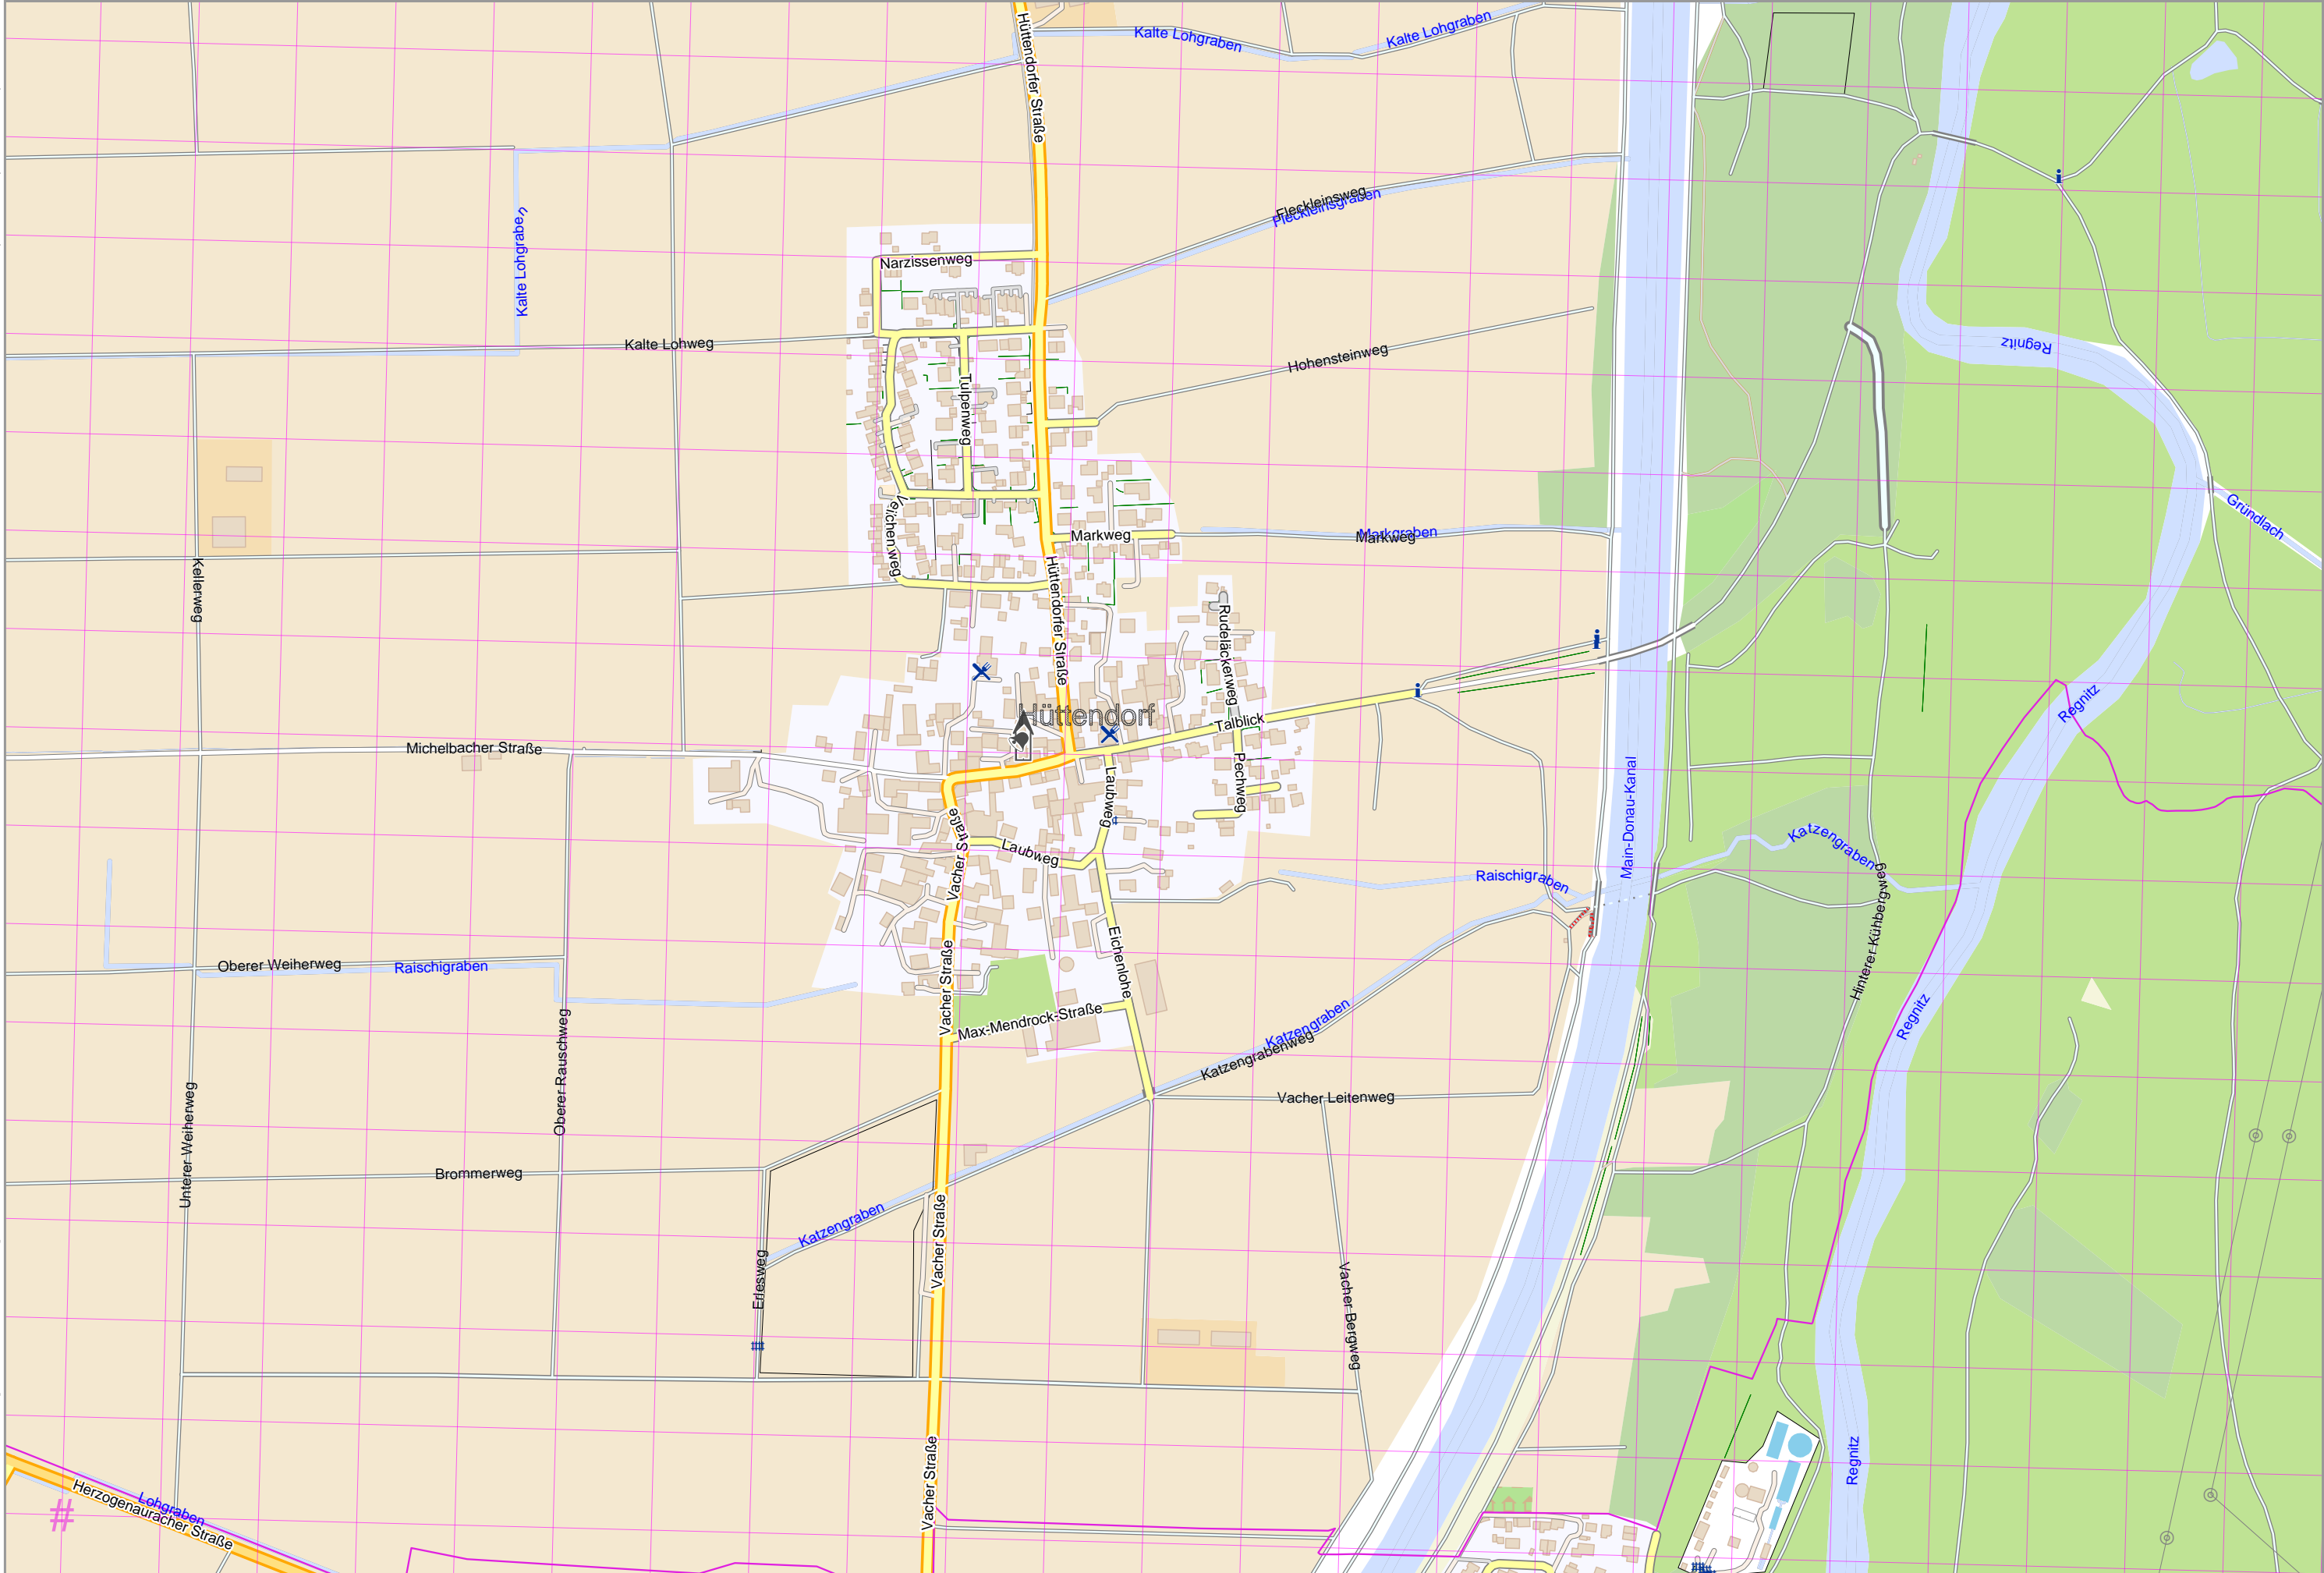 Hüttendorfer Straße
Kalte Lohgraben
Kalte Lohgraben
Kalte Lohgraben
Fleckleinsweg
Fleckleinsgraben
Narzissenweg
Kalte Lohweg
Regnitz
Hohensteinweg
Tulpenweg
Veilchenweg
Gründlach
Markweg
Markgraben
Markweg
Kellerweg
Hüttendorfer Straße
Rudeläckerweg
Regnitz
Hüttendorf
Talblick
Michelbacher Straße
Pechweg
Laubweg
Main-Donau-Kanal
Vacher Straße
Laubweg
Katzengraben
Raischigraben
Hinterer Kühbergweg
Oberer Weiherweg
Raischigraben
Eichenlohe
Vacher Straße
Max-Mendrock-Straße
Regnitz
Katzengraben
Katzengrabenweg
Oberer Rauschweg
Vacher Leitenweg
Unterer Weiherweg
Brommerweg
Katzengraben
Vacher Straße
Erlesweg
Vacher Bergweg
Regnitz
Vacher Straße
Lohgraben
Herzogenauracher Straße
#